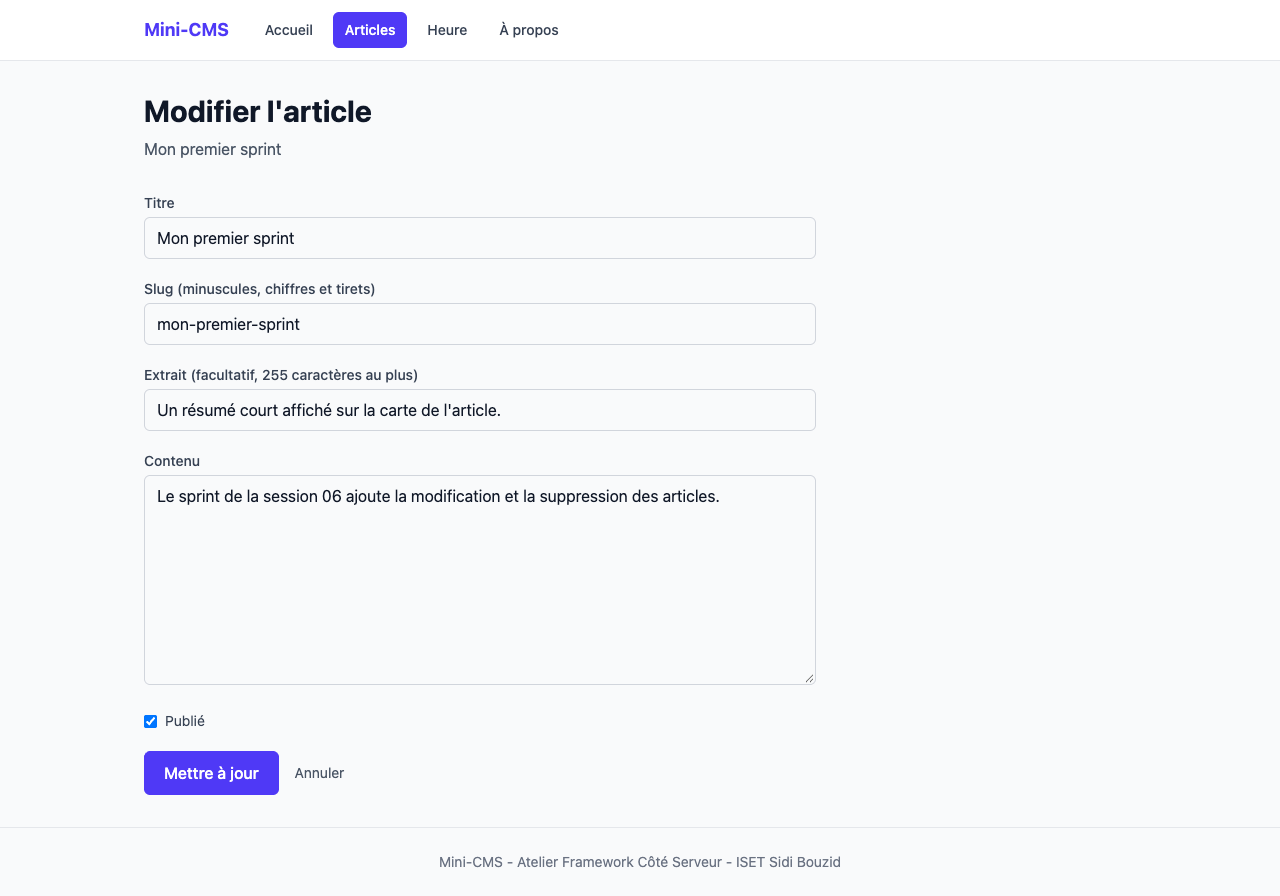 Mini-CMS Accueil Articles Heure À propos
Modifier l'article
Mon premier sprint
Titre
Mon premier sprint
Slug (minuscules, chiffres et tirets)
mon-premier-sprint
Extrait (facultatif, 255 caractères au plus)
Un résumé court affiché sur la carte de l'article.
Contenu
Le sprint de la session 06 ajoute la modification et la suppression des articles.
Publié
Mettre à jour Annuler
Mini-CMS - Atelier Framework Côté Serveur - ISET Sidi Bouzid